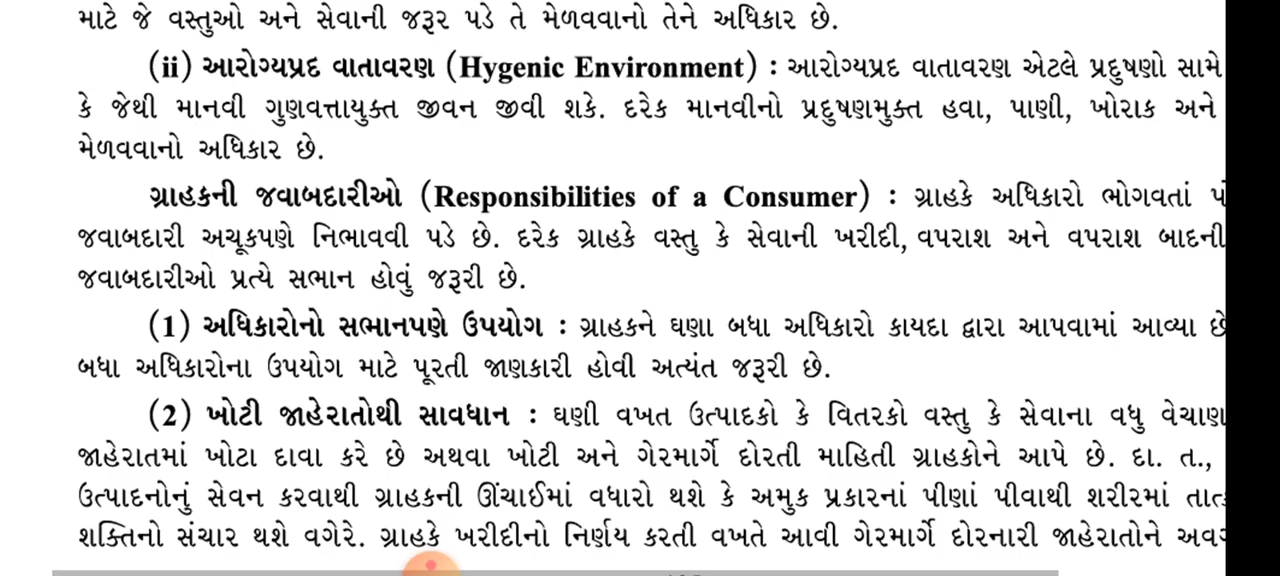 માટે જે વસ્તુઓ અને સેવાની જરૂર પડે તે મેળવવાનો તેને અધિકાર છે.
(ii) આરોગ્યપ્રદ વાતાવરણ (Hygenic Environment) : આરોગ્યપ્રદ વાતાવરણ એટલે પ્રદુષણો સામે
કે જેથી માનવી ગુણવત્તાયુક્ત જીવન જીવી શકે. દરેક માનવીનો પ્રદુષણમુક્ત હવા, પાણી, ખોરાક અને
મેળવવાનો અધિકાર છે.
ગ્રાહકની જવાબદારીઓ (Responsibilities of a Consumer) : ગ્રાહકે અધિકારો ભોગવતાં
જવાબદારી અચૂકપણે નિભાવવી પડે છે. દરેક ગ્રાહકે વસ્તુ કે સેવાની ખરીદી, વપરાશ અને વપરાશ બાદની
જવાબદારીઓ પ્રત્યે સભાન હોવું જરૂરી છે.
(1) અધિકારોનો સભાનપણે ઉપયોગ : ગ્રાહકને ઘણા બધા અધિકારો કાયદા દ્વારા આપવામાં આવ્યા છે
બધા અધિકારોના ઉપયોગ માટે પૂરતી જાણકારી હોવી અત્યંત જરૂરી છે.
(2) ખોટી જાહેરાતોથી સાવધાન : ઘણી વખત ઉત્પાદકો કે વિતરકો વસ્તુ કે સેવાના વધુ વેચાણ
જાહેરાતમાં ખોટા દાવા કરે છે અથવા ખોટી અને ગેરમાર્ગે દોરતી માહિતી ગ્રાહકોને આપે છે. દા. ત.,
ઉત્પાદનોનું સેવન કરવાથી ગ્રાહકની ઊંચાઈમાં વધારો થશે કે અમુક પ્રકારનાં પીણાં પીવાથી શરીરમાં
શક્તિનો સંચાર થશે વગેરે. ગ્રાહકે ખરીદીનો નિર્ણય કરતી વખતે આવી ગેરમાર્ગે દોરનારી જાહેરાતોને